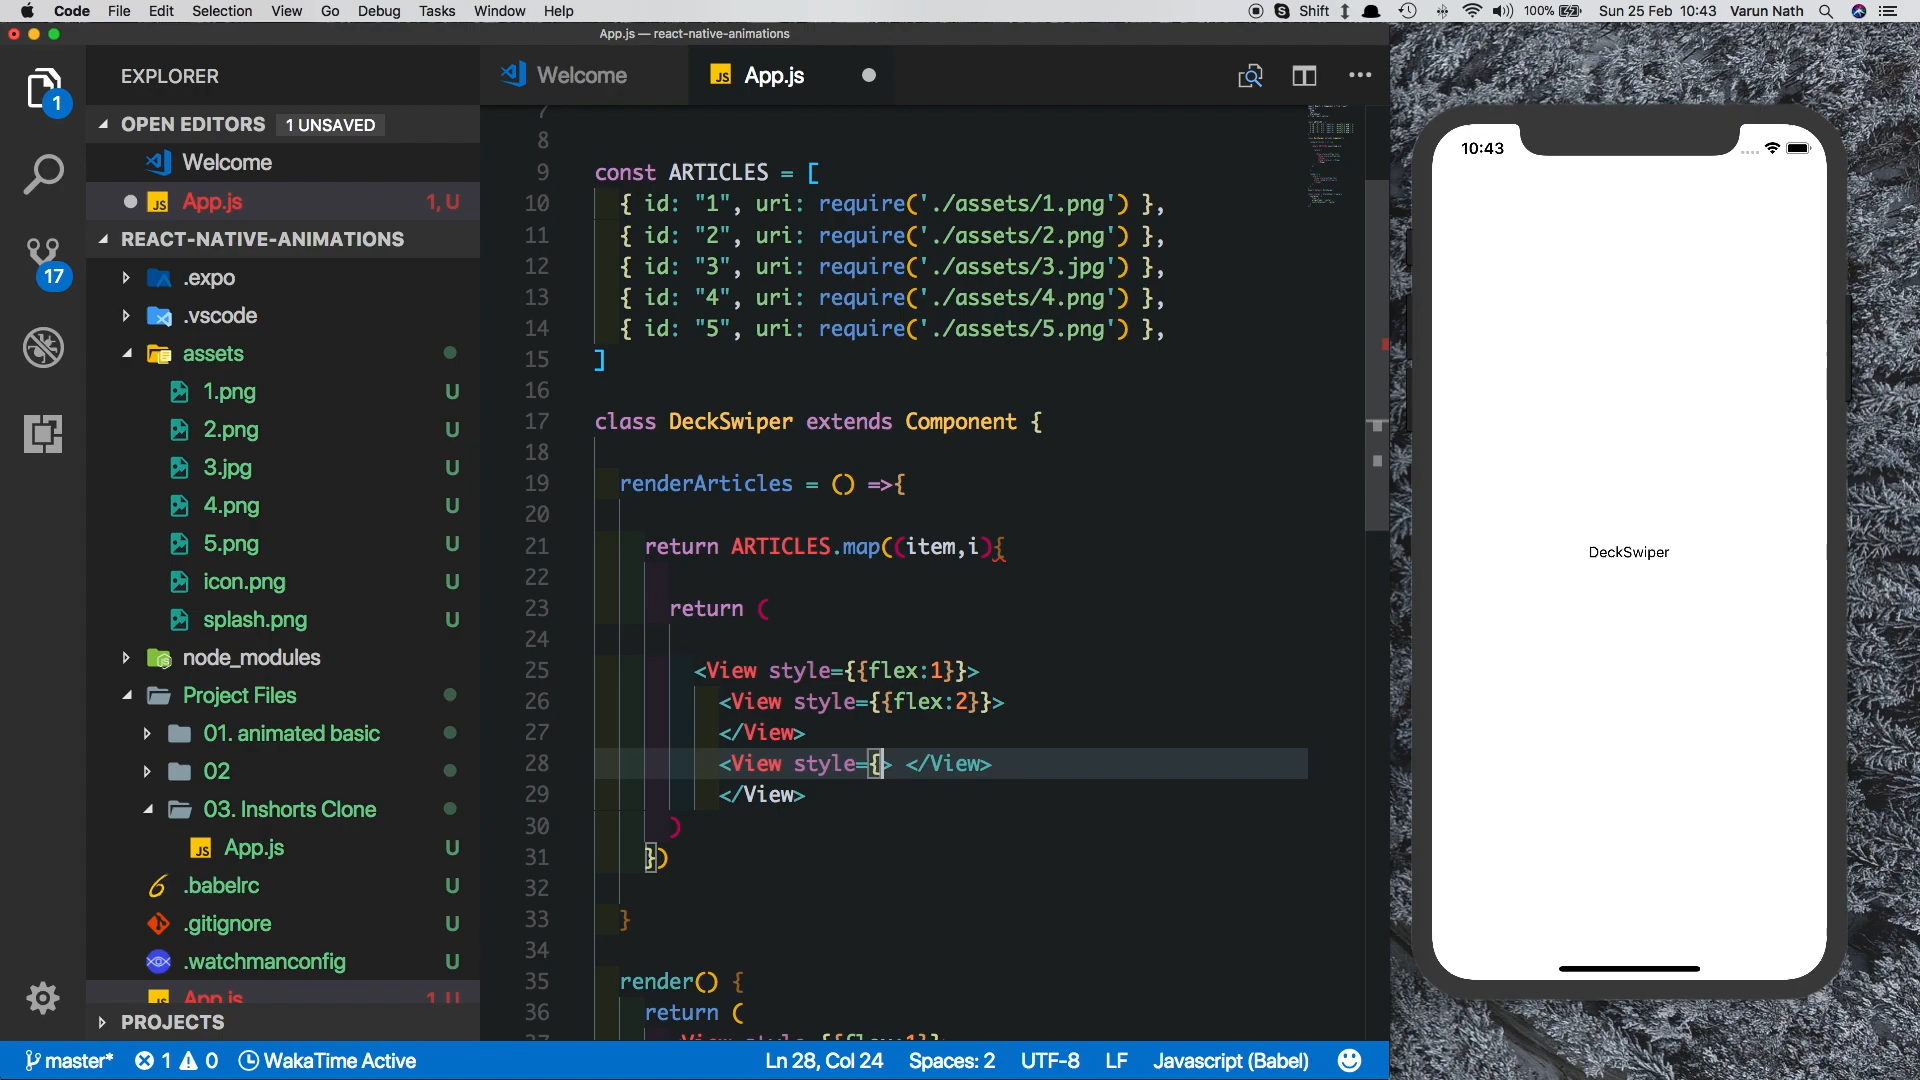 Code File Edit Selection View Go Debug Tasks Window Help
Shift 100% Sun 25 Feb 10:43 Varun Nath
App.js — react-native-animations
EXPLORER
OPEN EDITORS 1 UNSAVED
Welcome
App.js 1, U
REACT-NATIVE-ANIMATIONS
.expo
.vscode
assets
1.png U
2.png U
3.jpg U
4.png U
5.png U
icon.png U
splash.png U
node_modules
Project Files
01. animated basic
02
03. Inshorts Clone
App.js U
.babelrc U
.gitignore U
.watchmanconfig U
App.js 1, U
PROJECTS
1
17
Welcome
App.js
7
8
9 const ARTICLES = [
10 { id: "1", uri: require('./assets/1.png') },
11 { id: "2", uri: require('./assets/2.png') },
12 { id: "3", uri: require('./assets/3.jpg') },
13 { id: "4", uri: require('./assets/4.png') },
14 { id: "5", uri: require('./assets/5.png') },
15 ]
16
17 class DeckSwiper extends Component {
18
19 renderArticles = () =>{
20
21 return ARTICLES.map((item,i){
22
23 return (
24
25 <View style={{flex:1}}>
26 <View style={{flex:2}}>
27 </View>
28 <View style={> </View>
29 </View>
30 )
31 })
32
33 }
34
35 render() {
36 return (
37 <View style={{flex:1}}>
10:43
DeckSwiper
master* 1 0 WakaTime Active
Ln 28, Col 24 Spaces: 2 UTF-8 LF Javascript (Babel)